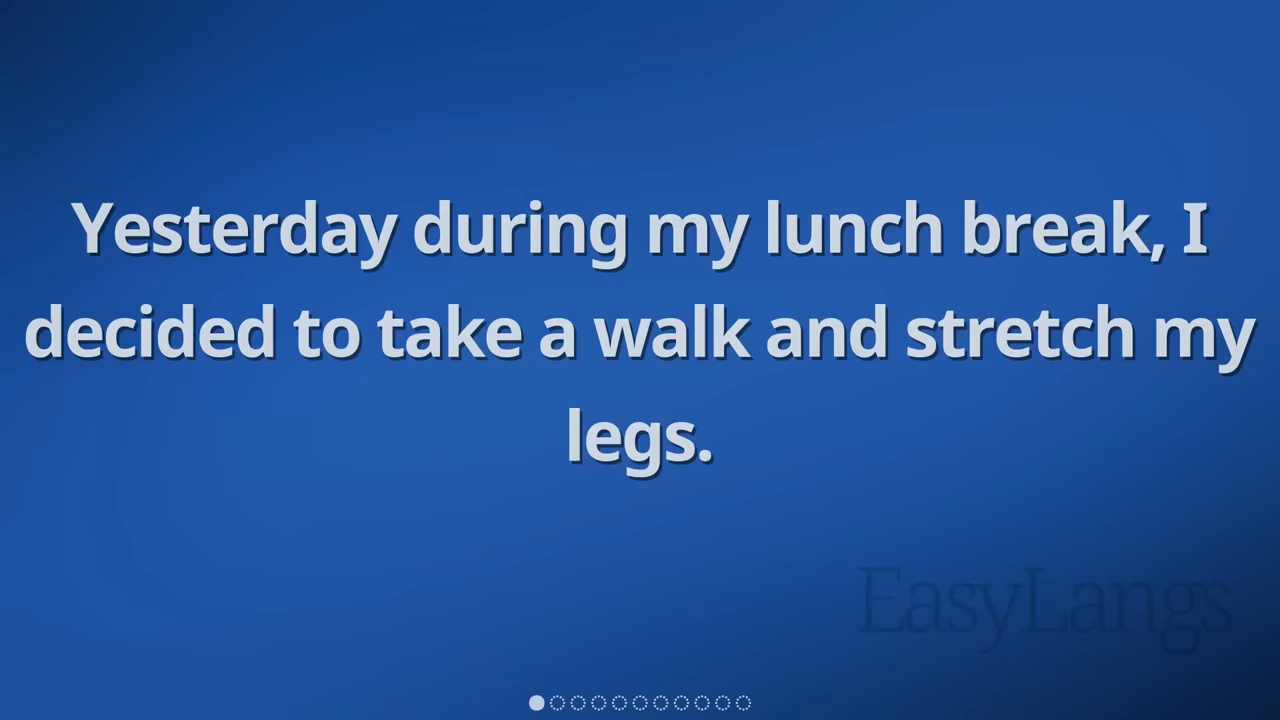 Yesterday during my lunch break, I
decided to take a walk and stretch my
legs.
EasyLangs